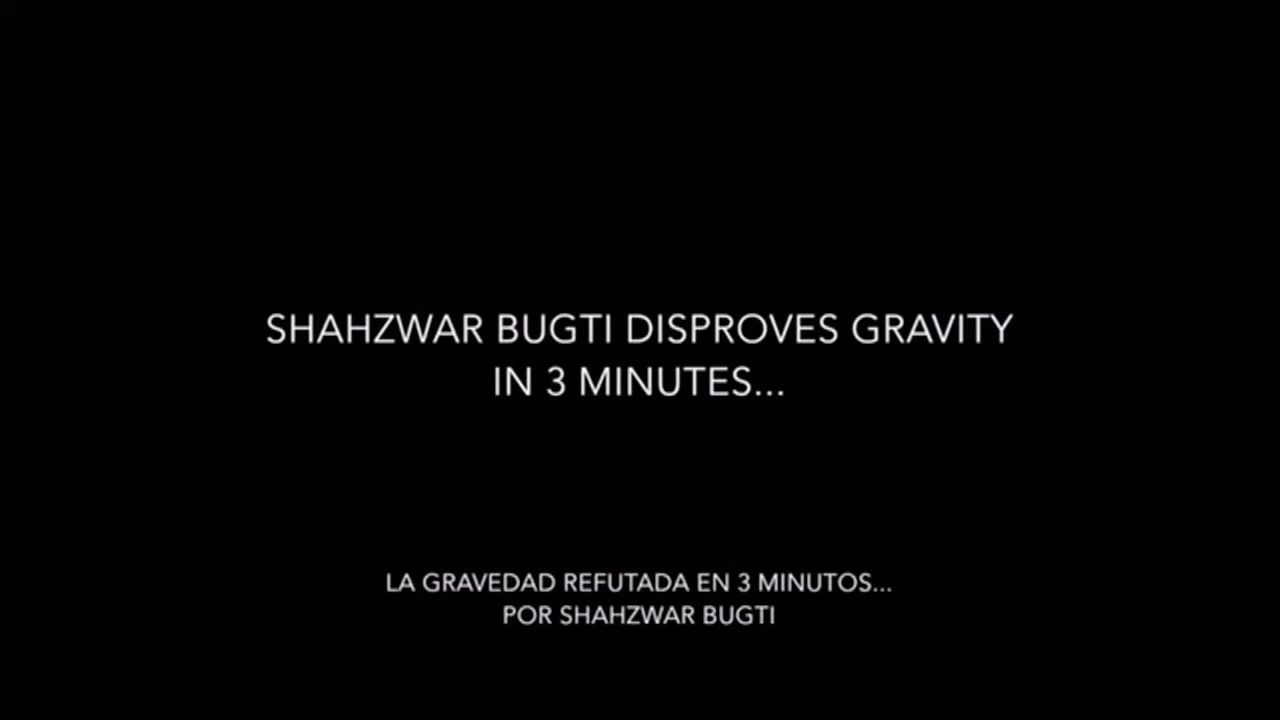 SHAHZWAR BUGTI DISPROVES GRAVITY
IN 3 MINUTES...
LA GRAVEDAD REFUTADA EN 3 MINUTOS...
POR SHAHZWAR BUGTI